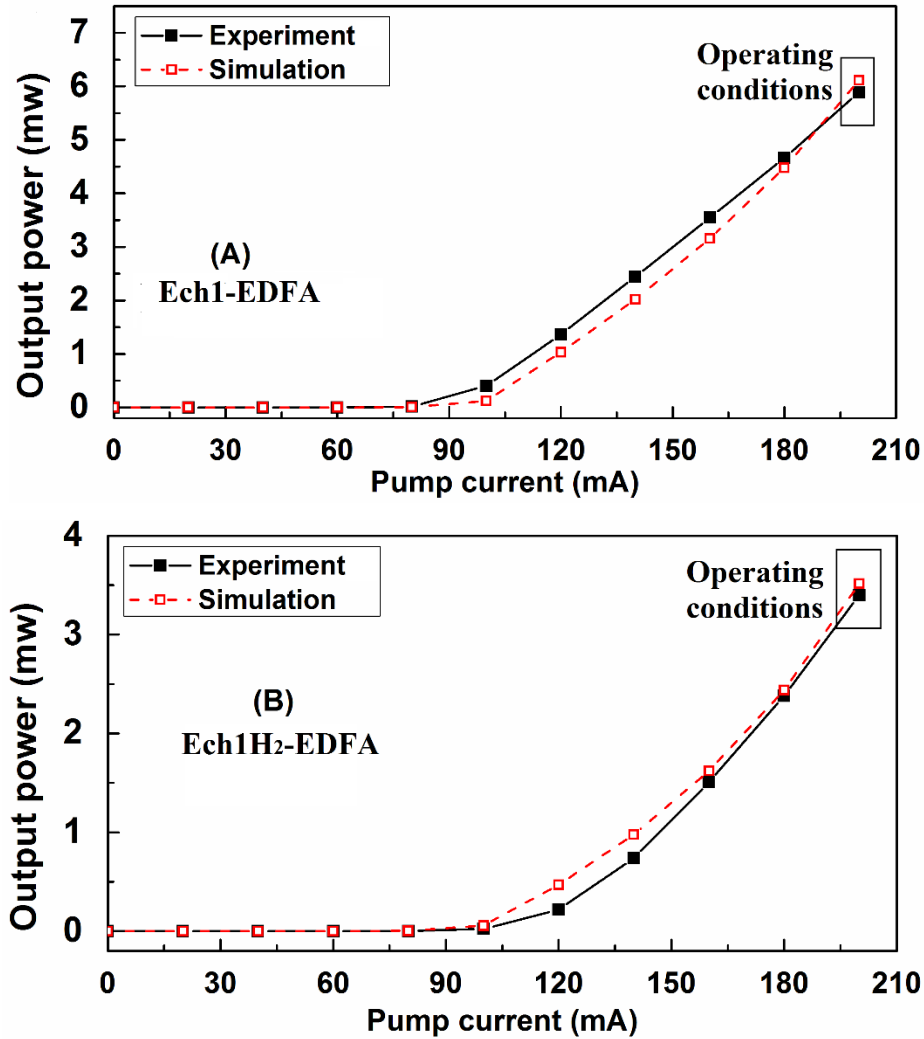 7
6
5
4
3
2
1
0
Output power (mw)
Experiment
Simulation
Operating
conditions
(A)
Ech1-EDFA
0 30 60 90 120 150 180 210
Pump current (mA)
4
3
2
1
0
Output power (mw)
Experiment
Simulation
Operating
conditions
(B)
Ech1H₂-EDFA
0 30 60 90 120 150 180 210
Pump current (mA)